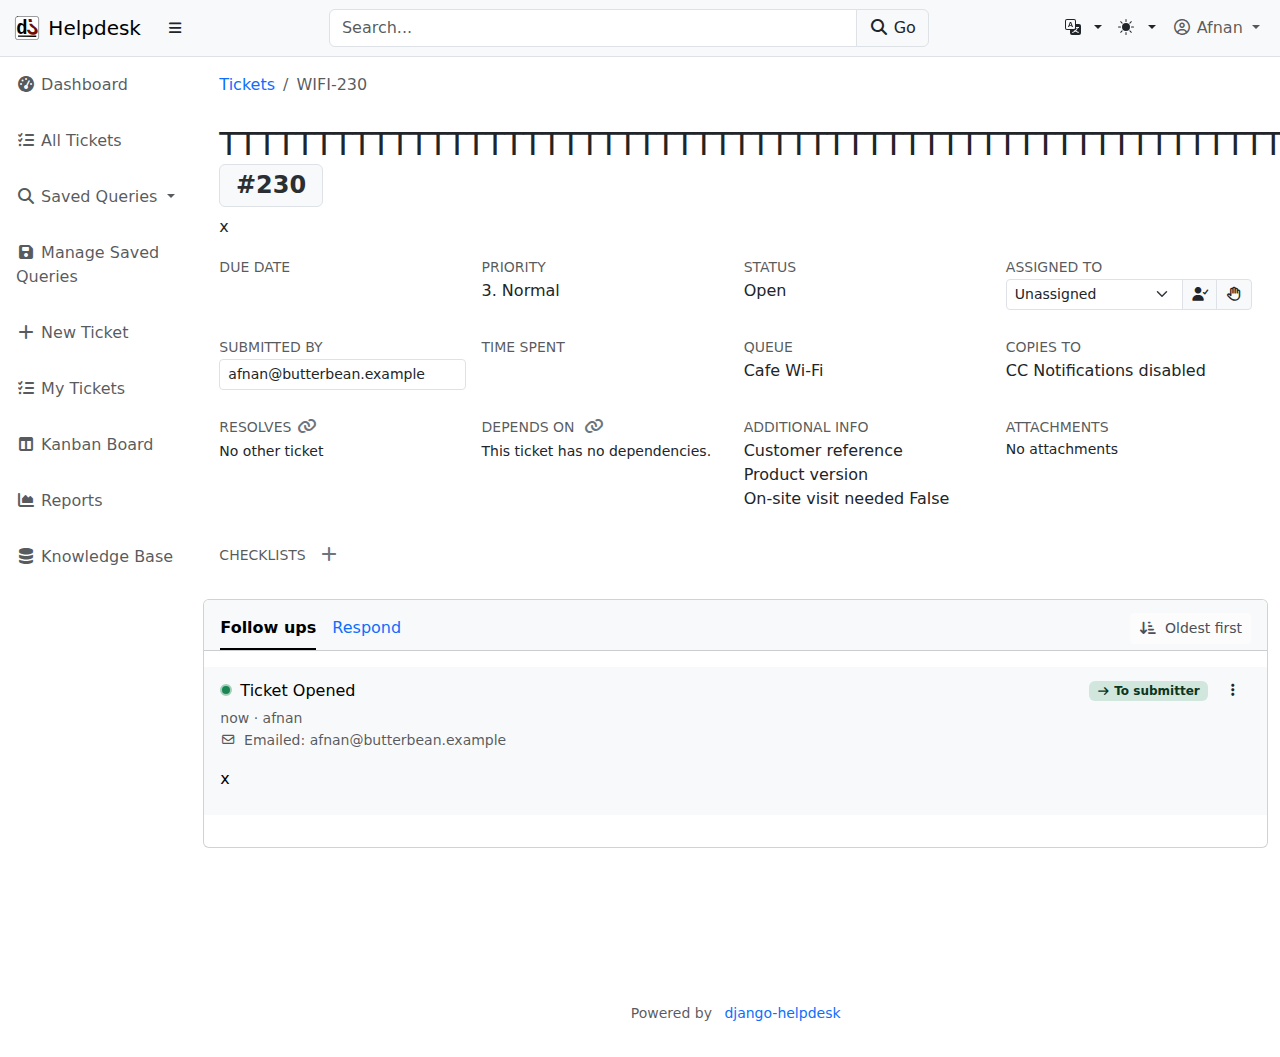 Helpdesk
Search...
Go
Afnan
Dashboard
All Tickets
Saved Queries
Manage Saved Queries
New Ticket
My Tickets
Kanban Board
Reports
Knowledge Base
Tickets / WIFI-230
#230
x
DUE DATE
PRIORITY
3. Normal
STATUS
Open
ASSIGNED TO
Unassigned
SUBMITTED BY
afnan@butterbean.example
TIME SPENT
QUEUE
Cafe Wi-Fi
COPIES TO
CC Notifications disabled
RESOLVES
No other ticket
DEPENDS ON
This ticket has no dependencies.
ADDITIONAL INFO
Customer reference
Product version
On-site visit needed False
ATTACHMENTS
No attachments
CHECKLISTS
Follow ups
Respond
Oldest first
Ticket Opened
To submitter
now · afnan
Emailed: afnan@butterbean.example
x
Powered by django-helpdesk